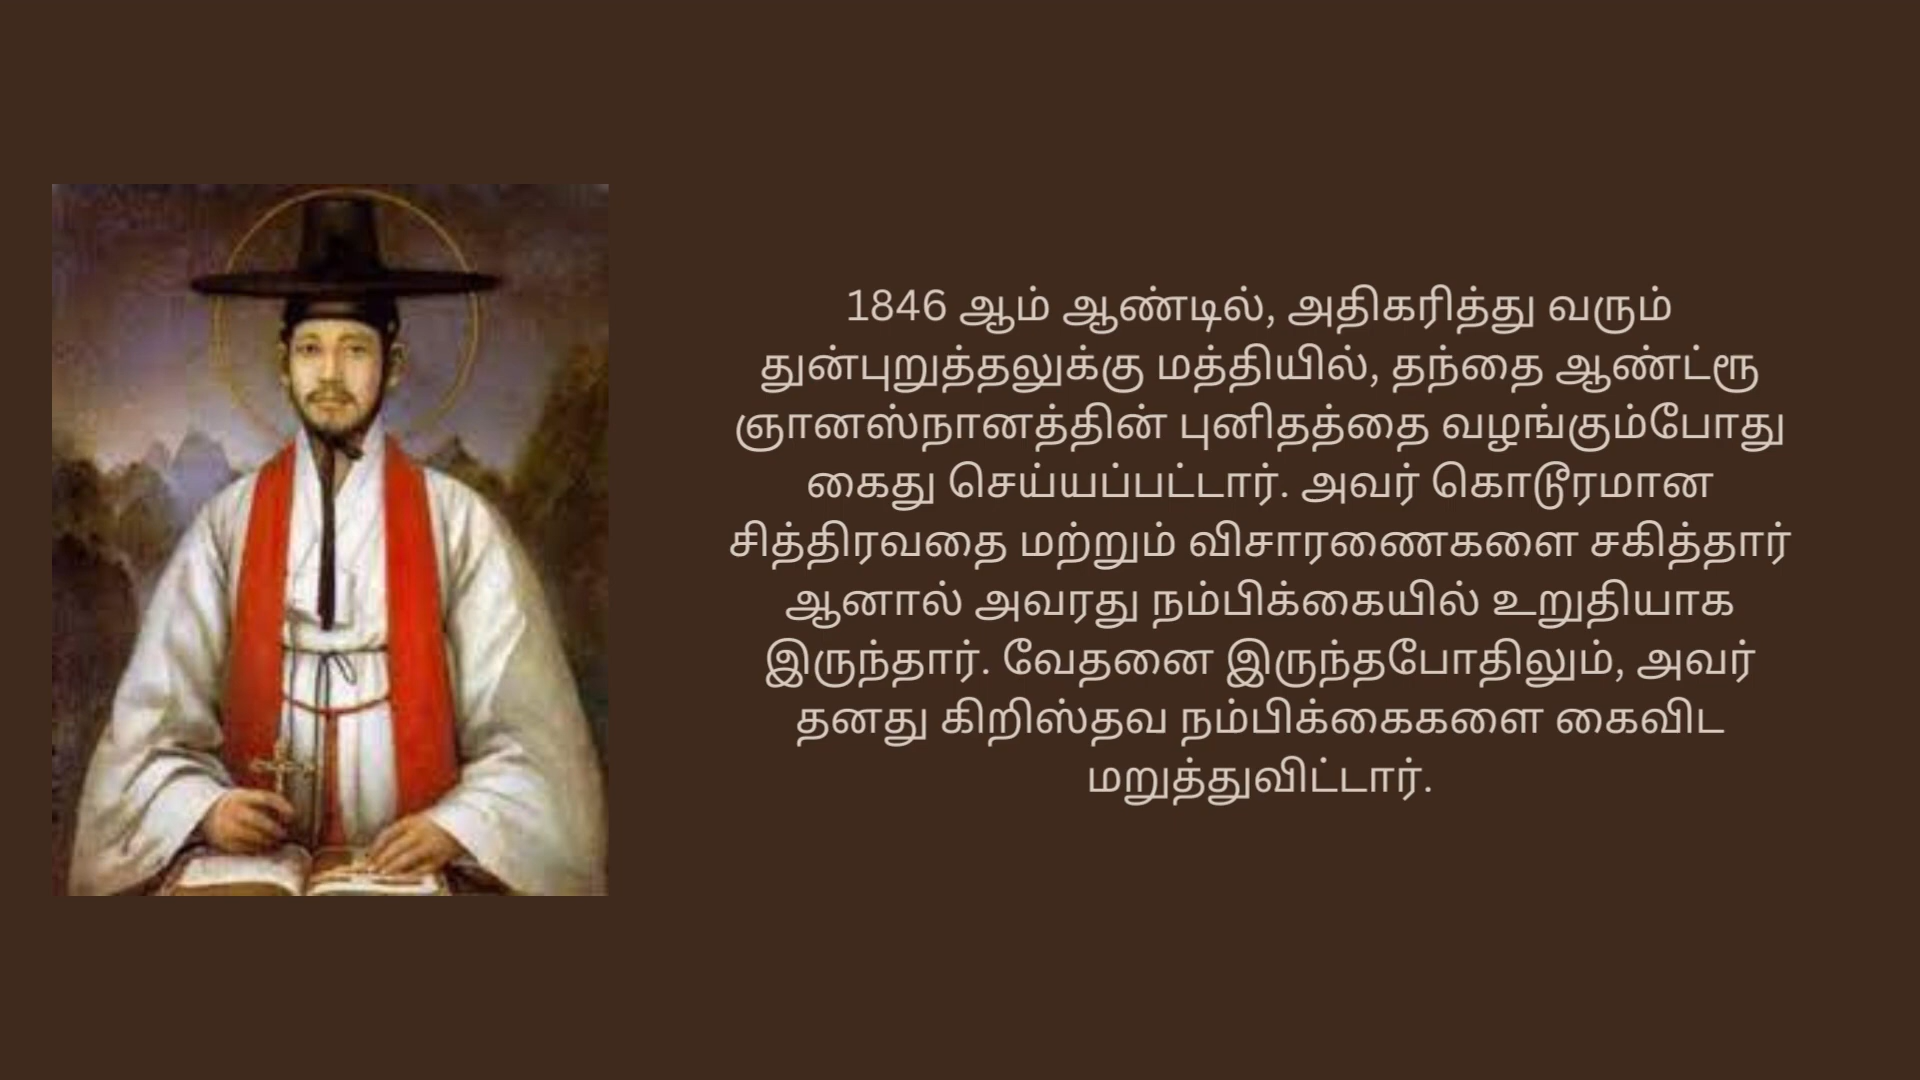 1846 ஆம் ஆண்டில், அதிகரித்து வரும்
துன்புறுத்தலுக்கு மத்தியில், தந்தை ஆண்ட்ரூ
ஞானஸ்நானத்தின் புனிதத்தை வழங்கும்போது
கைது செய்யப்பட்டார். அவர் கொடூரமான
சித்திரவதை மற்றும் விசாரணைகளை சகித்தார்
ஆனால் அவரது நம்பிக்கையில் உறுதியாக
இருந்தார். வேதனை இருந்தபோதிலும், அவர்
தனது கிறிஸ்தவ நம்பிக்கைகளை கைவிட
மறுத்துவிட்டார்.